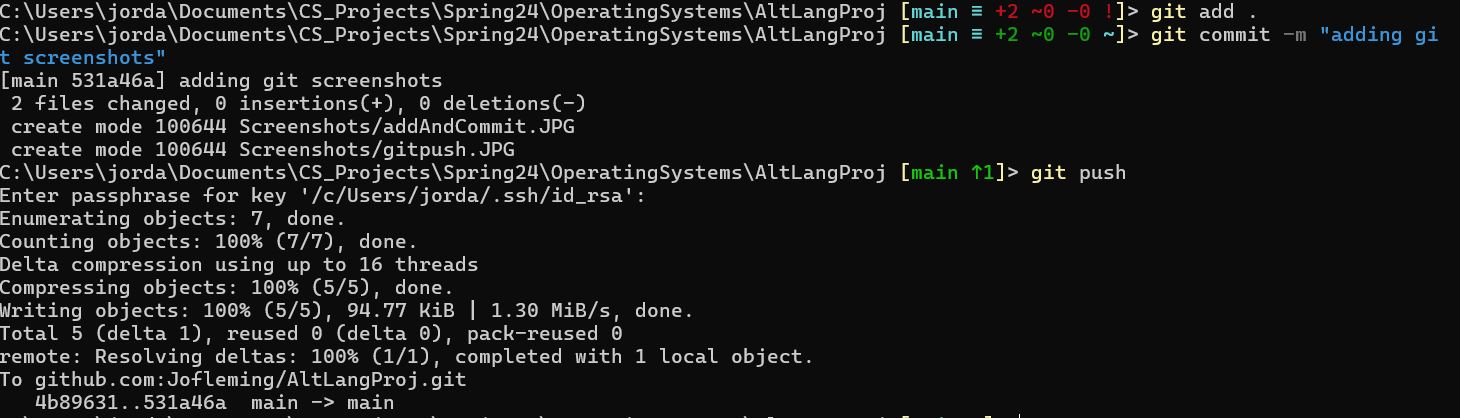 C:\Users\jorda\Documents\CS_Projects\Spring24\OperatingSystems\AltLangProj [main ≡ +2 ~0 -0 !]> git add .
C:\Users\jorda\Documents\CS_Projects\Spring24\OperatingSystems\AltLangProj [main ≡ +2 ~0 -0 ~]> git commit -m "adding gi
t screenshots"
[main 531a46a] adding git screenshots
 2 files changed, 0 insertions(+), 0 deletions(-)
 create mode 100644 Screenshots/addAndCommit.JPG
 create mode 100644 Screenshots/gitpush.JPG
C:\Users\jorda\Documents\CS_Projects\Spring24\OperatingSystems\AltLangProj [main ↑1]> git push
Enter passphrase for key '/c/Users/jorda/.ssh/id_rsa':
Enumerating objects: 7, done.
Counting objects: 100% (7/7), done.
Delta compression using up to 16 threads
Compressing objects: 100% (5/5), done.
Writing objects: 100% (5/5), 94.77 KiB | 1.30 MiB/s, done.
Total 5 (delta 1), reused 0 (delta 0), pack-reused 0
remote: Resolving deltas: 100% (1/1), completed with 1 local object.
To github.com:Jofleming/AltLangProj.git
   4b89631..531a46a  main -> main